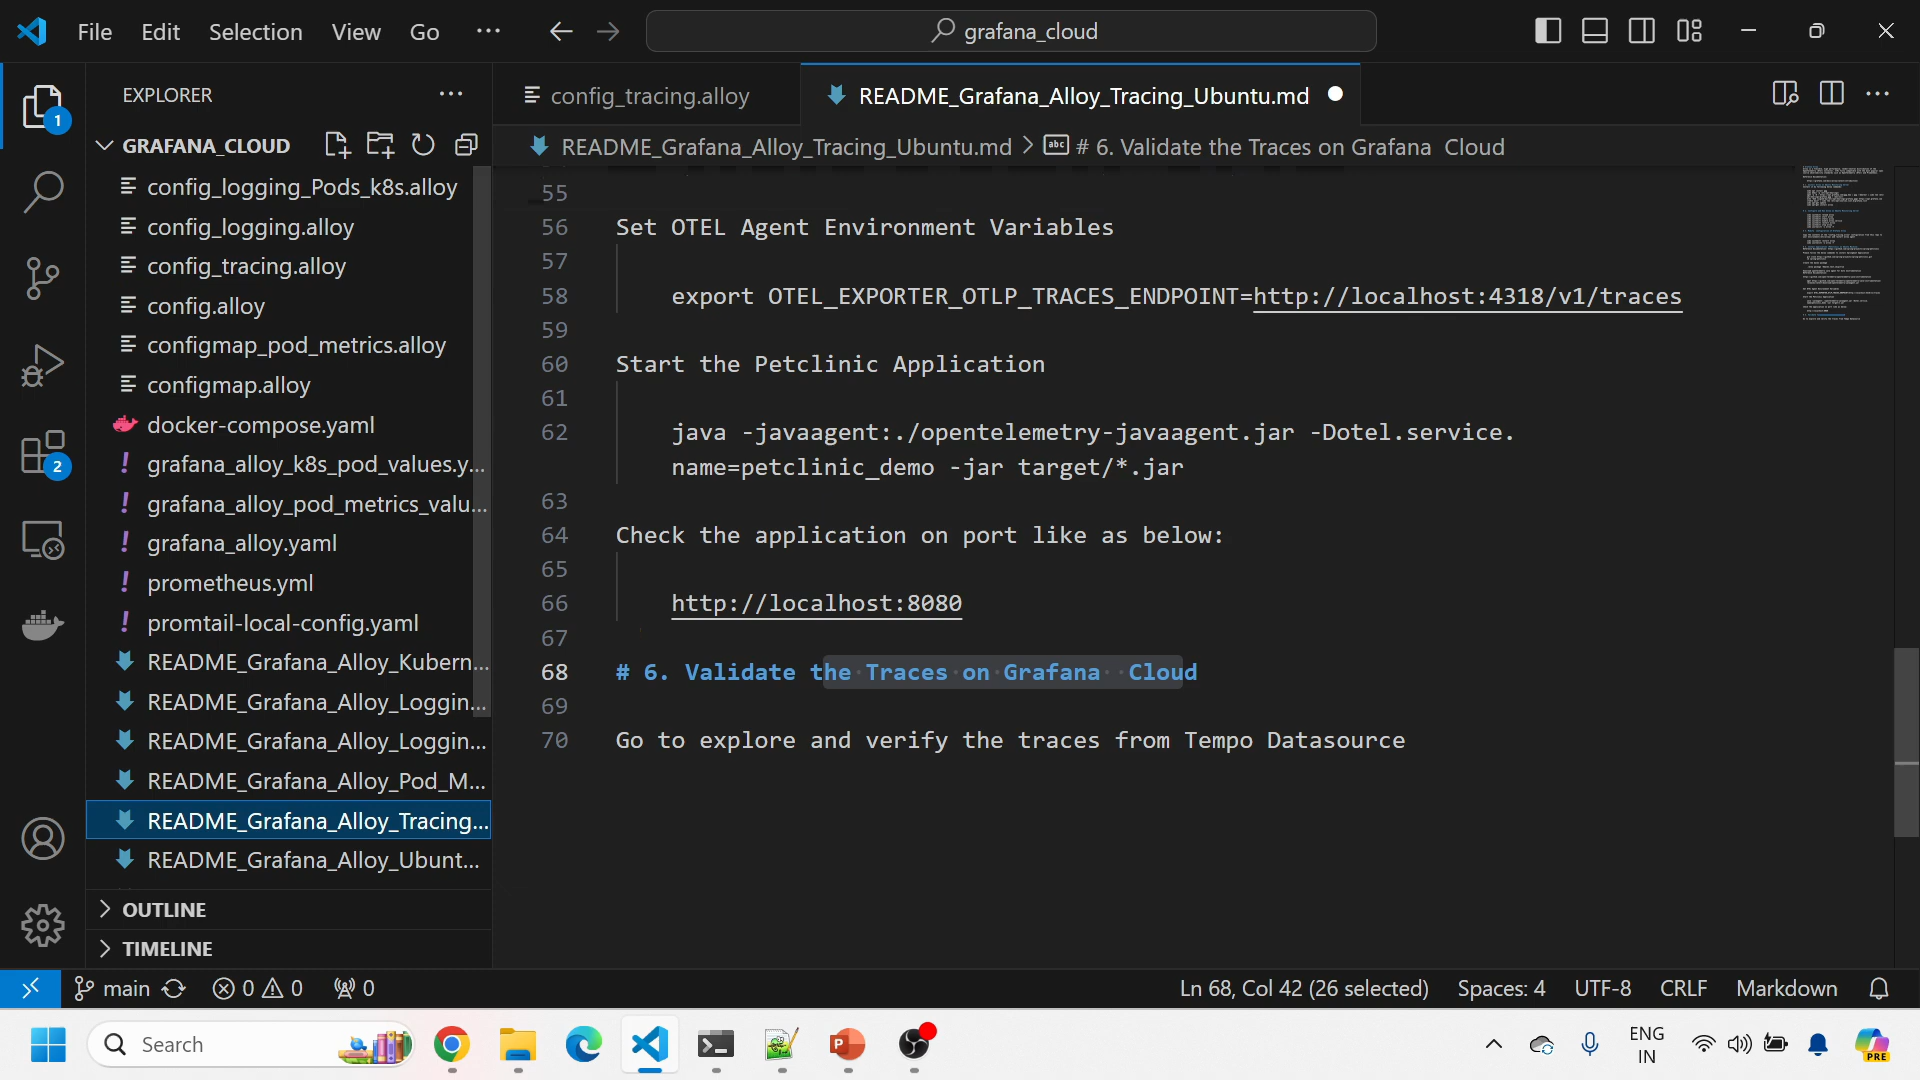 File Edit Selection View Go ··· grafana_cloud
EXPLORER
config_tracing.alloy
README_Grafana_Alloy_Tracing_Ubuntu.md
1
GRAFANA_CLOUD
README_Grafana_Alloy_Tracing_Ubuntu.md > # 6. Validate the Traces on Grafana  Cloud
config_logging_Pods_k8s.alloy
config_logging.alloy
config_tracing.alloy
config.alloy
configmap_pod_metrics.alloy
configmap.alloy
docker-compose.yaml
grafana_alloy_k8s_pod_values.y...
grafana_alloy_pod_metrics_valu...
grafana_alloy.yaml
prometheus.yml
promtail-local-config.yaml
README_Grafana_Alloy_Kubern...
README_Grafana_Alloy_Loggin...
README_Grafana_Alloy_Loggin...
README_Grafana_Alloy_Pod_M...
README_Grafana_Alloy_Tracing...
README_Grafana_Alloy_Ubunt...
2
OUTLINE
TIMELINE
55
56 Set OTEL Agent Environment Variables
57
58 export OTEL_EXPORTER_OTLP_TRACES_ENDPOINT=http://localhost:4318/v1/traces
59
60 Start the Petclinic Application
61
62 java -javaagent:./opentelemetry-javaagent.jar -Dotel.service.
name=petclinic_demo -jar target/*.jar
63
64 Check the application on port like as below:
65
66 http://localhost:8080
67
68 # 6. Validate the Traces on Grafana  Cloud
69
70 Go to explore and verify the traces from Tempo Datasource
main 0 0 0 Ln 68, Col 42 (26 selected) Spaces: 4 UTF-8 CRLF Markdown
Search
ENG
IN
PRE